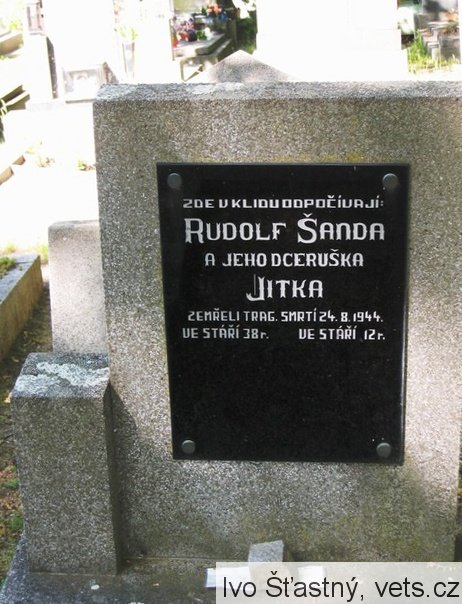 ZDE V KLIDU ODPOČÍVAJÍ:
RUDOLF ŠANDA
A JEHO DCERUŠKA
JITKA
ZEMŘELI TRAG. SMRTÍ 24. 8. 1944.
VE STÁŘÍ 38 r. VE STÁŘÍ 12 r.
Ivo Šťastný, vets.cz